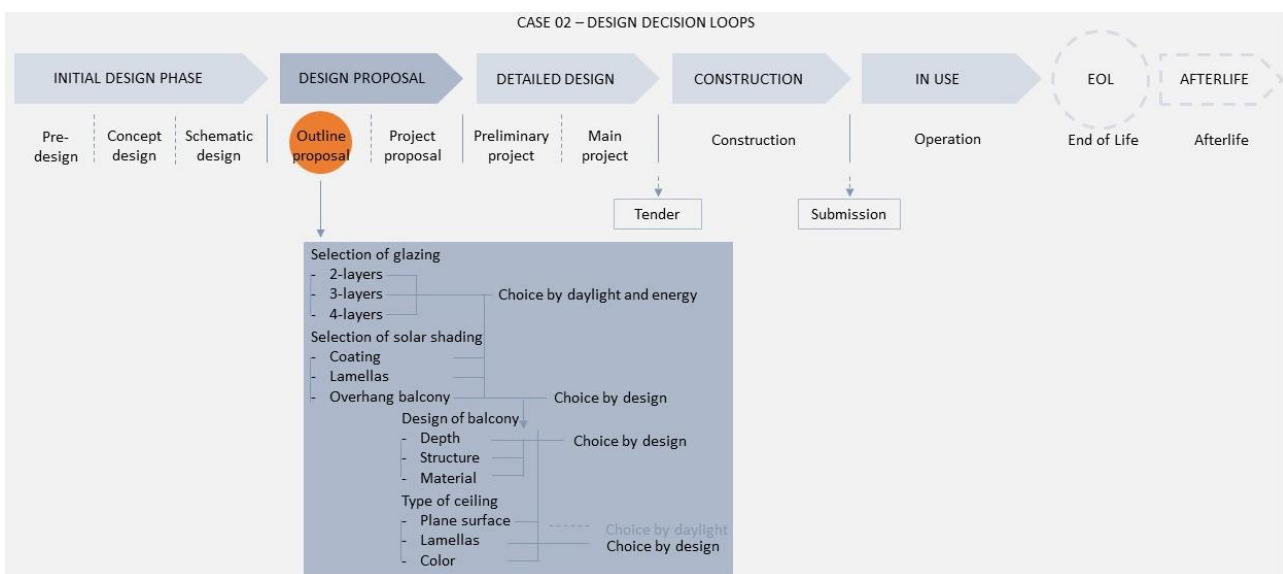 CASE 02 – DESIGN DECISION LOOPS
INITIAL DESIGN PHASE
DESIGN PROPOSAL
DETAILED DESIGN
CONSTRUCTION
IN USE
EOL
AFTERLIFE
Pre-
design
Concept
design
Schematic
design
Outline
proposal
Project
proposal
Preliminary
project
Main
project
Construction
Operation
End of Life
Afterlife
Tender
Submission
Selection of glazing
- 2-layers
- 3-layers
- 4-layers
Choice by daylight and energy
Selection of solar shading
- Coating
- Lamellas
- Overhang balcony
Choice by design
Design of balcony
- Depth
- Structure
- Material
Choice by design
Type of ceiling
- Plane surface
- Lamellas
- Color
Choice by daylight
Choice by design